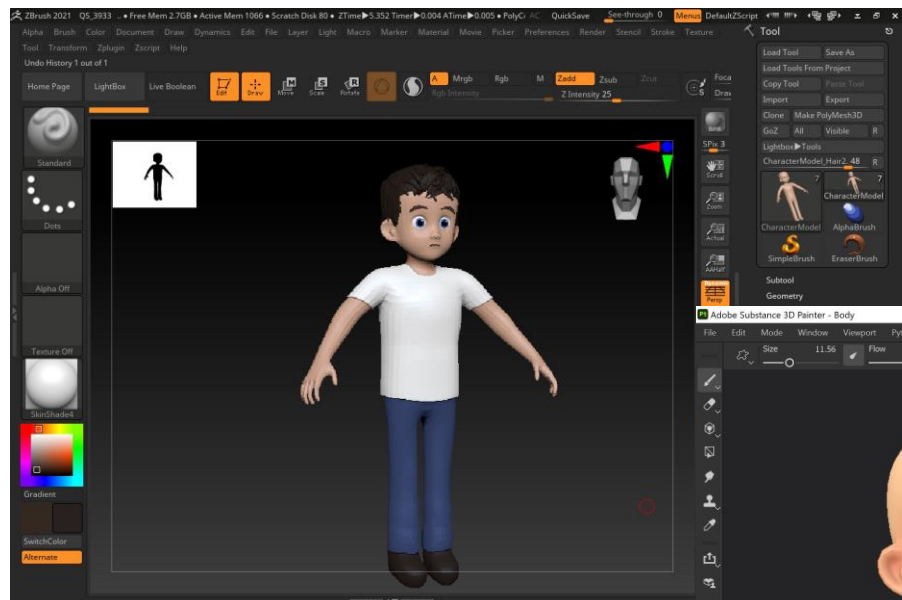 ZBrush 2021 QS_3933 .. • Free Mem 2.7GB • Active Mem 1066 • Scratch Disk 80 • ZTime▶5.352 Timer▶0.004 ATime▶0.005 • PolyC AC QuickSave See-through 0 Menus DefaultZScript
Alpha Brush Color Document Draw Dynamics Edit File Layer Light Macro Marker Material Movie Picker Preferences Render Stencil Stroke Texture
Tool Transform Zplugin Zscript Help
Undo History 1 out of 1
Home Page LightBox Live Boolean Edit Draw Move Scale Rotate A Mrgb Rgb M Zadd Zsub Zcut Foca
Rgb Intensity Z Intensity 25 S Drav
Standard
Dots
Alpha Off
Texture Off
SkinShade4
Gradient
SwitchColor
Alternate
SPix 3
Scroll
Zoom
Actual
AAHalf
Dynamic
Persp
Tool
Load Tool Save As
Load Tools From Project
Copy Tool Paste Tool
Import Export
Clone Make PolyMesh3D
GoZ All Visible R
Lightbox▶Tools
CharacterModel_Hair2. 48 R
7 7
CharacterModel
CharacterModel AlphaBrush
SimpleBrush EraserBrush
Subtool
Geometry
Pt Adobe Substance 3D Painter - Body
File Edit Mode Window Viewport Pyt
Size 11.56 Flow